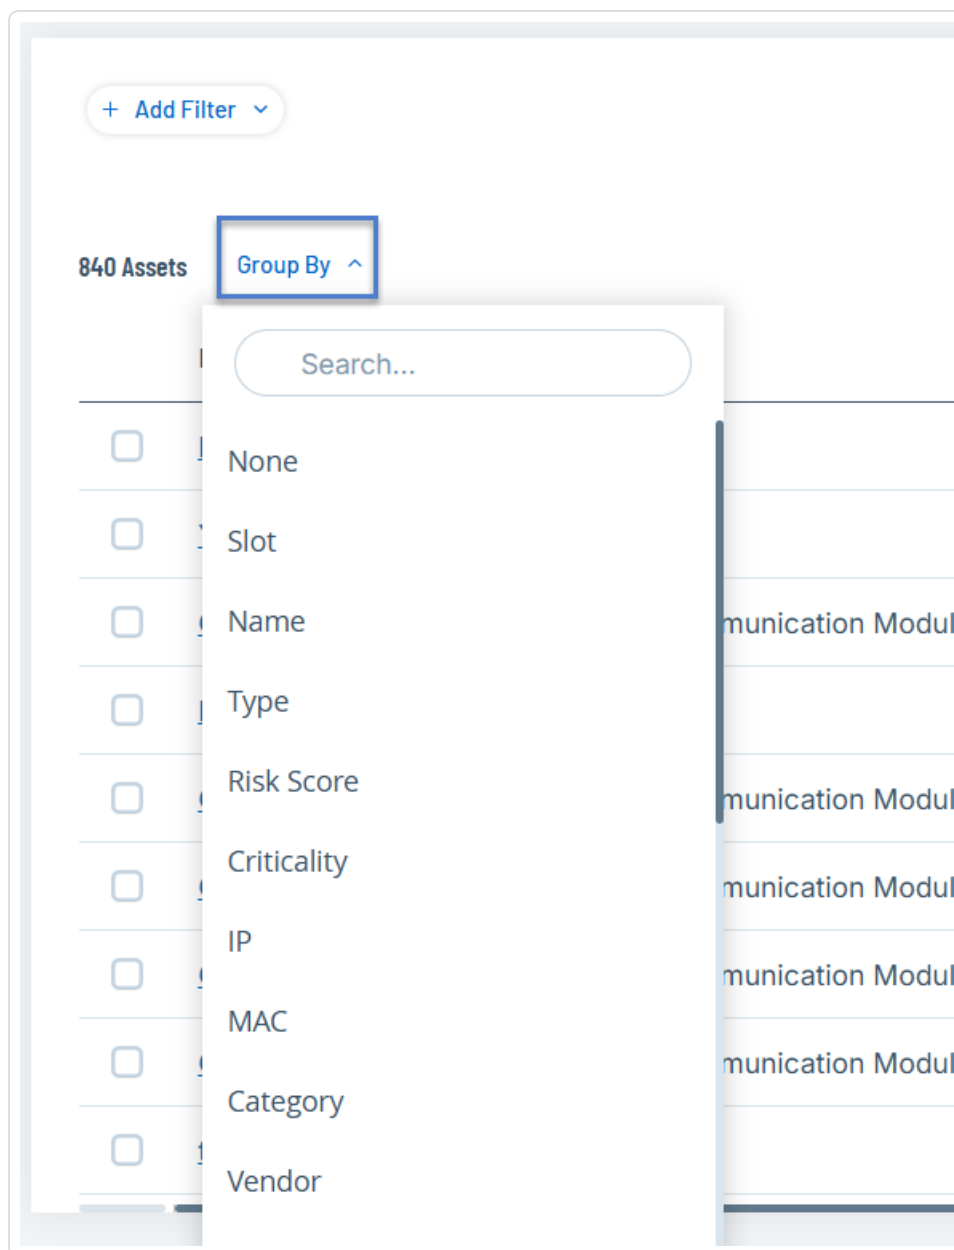 + Add Filter
840 Assets Group By
Search...
None
Slot
Name
munication Modul
Type
Risk Score
munication Modul
Criticality
munication Modul
IP
munication Modul
MAC
munication Modul
Category
Vendor